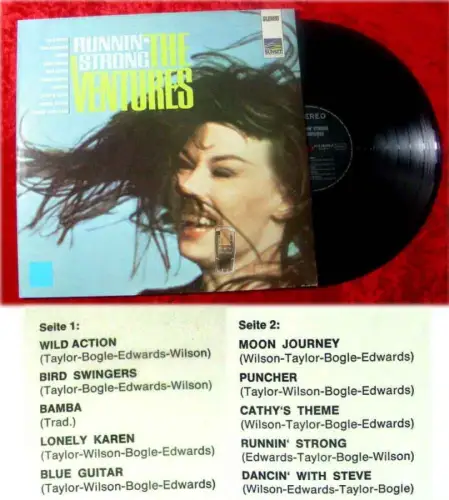 RUNNIN' THE
STRONG
VENTURES
SUNSET
STEREO
Seite 1:
WILD ACTION
(Taylor-Bogle-Edwards-Wilson)
BIRD SWINGERS
(Taylor-Bogle-Edwards-Wilson)
BAMBA
(Trad.)
LONELY KAREN
(Taylor-Wilson-Bogle-Edwards)
BLUE GUITAR
(Taylor-Wilson-Bogle-Edwards)
Seite 2:
MOON JOURNEY
(Wilson-Taylor-Bogle-Edwards)
PUNCHER
(Taylor-Wilson-Bogle-Edwards)
CATHY'S THEME
(Wilson-Taylor-Bogle-Edwards)
RUNNIN' STRONG
(Edwards-Taylor-Bogle-Wilson)
DANCIN' WITH STEVE
(Wilson-Edwards-Taylor-Bogle)